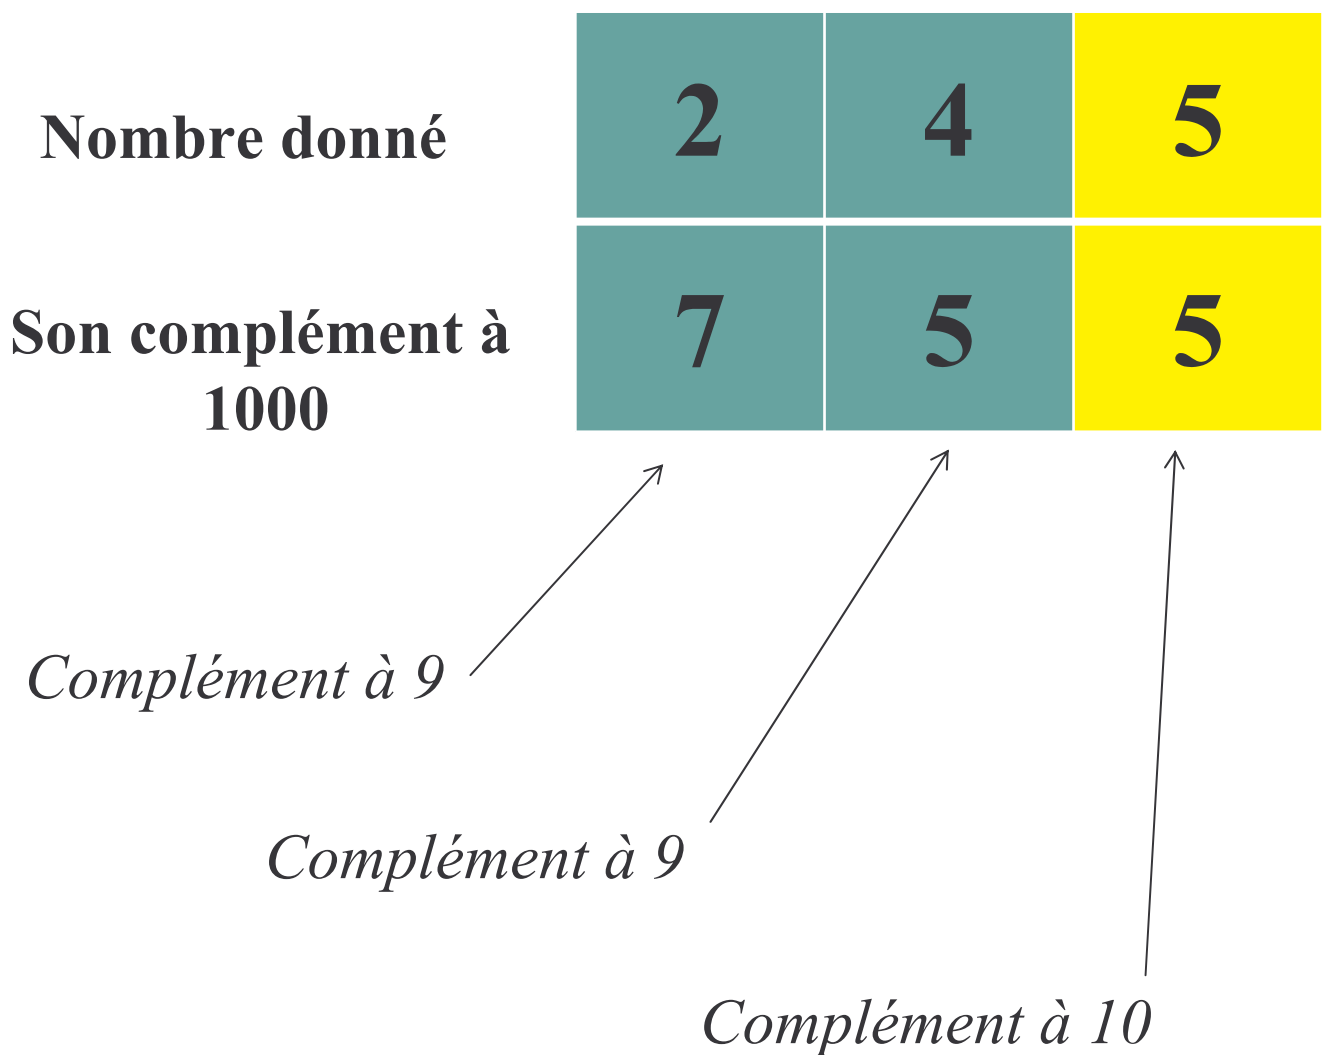 Nombre donné 2 4 5
Son complément à
1000
7 5 5
Complément à 9
Complément à 9
Complément à 10